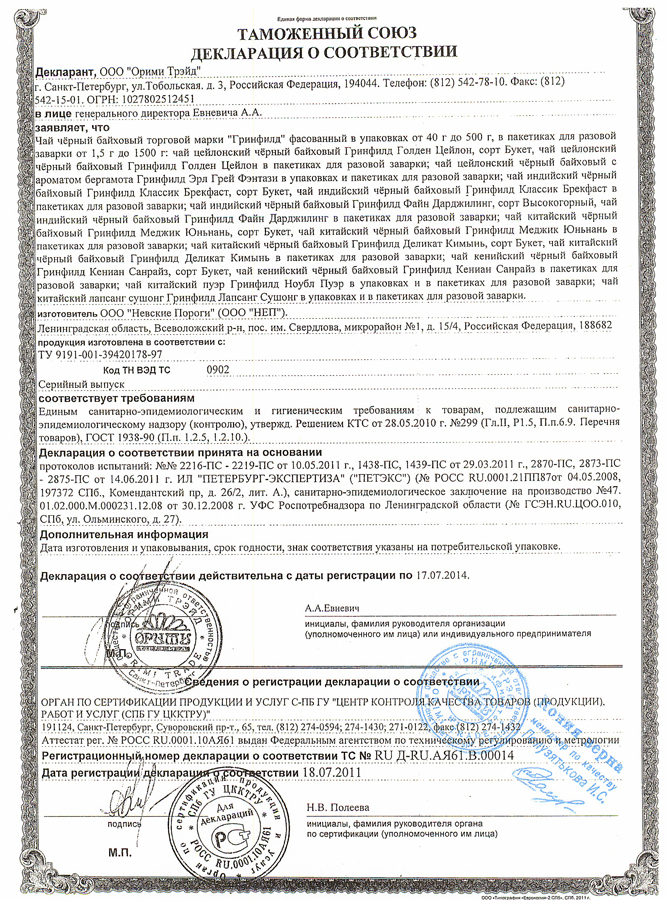 Единая форма декларации о соответствии
ТАМОЖЕННЫЙ СОЮЗ
ДЕКЛАРАЦИЯ О СООТВЕТСТВИИ
Декларант, ООО "Орими Трэйд"
г. Санкт-Петербург, ул.Тобольская. д. 3, Российская Федерация, 194044. Телефон: (812) 542-78-10. Факс: (812)
542-15-01. ОГРН: 1027802512451
в лице генерального директора Евневича А.А.
заявляет, что
Чай чёрный байховый торговой марки "Гринфилд" фасованный в упаковках от 40 г до 500 г, в пакетиках для разовой
заварки от 1,5 г до 1500 г: чай цейлонский чёрный байховый Гринфилд Голден Цейлон, сорт Букет, чай цейлонский
чёрный байховый Гринфилд Голден Цейлон в пакетиках для разовой заварки; чай цейлонский чёрный байховый с
ароматом бергамота Гринфилд Эрл Грей Фэнтази в упаковках и пакетиках для разовой заварки; чай индийский чёрный
байховый Гринфилд Классик Брекфаст, сорт Букет, чай индийский чёрный байховый Гринфилд Классик Брекфаст в
пакетиках для разовой заварки; чай индийский чёрный байховый Гринфилд Файн Дарджилинг, сорт Высокогорный, чай
индийский чёрный байховый Гринфилд Файн Дарджилинг в пакетиках для разовой заварки; чай китайский чёрный
байховый Гринфилд Меджик Юньнань, сорт Букет, чай китайский чёрный байховый Гринфилд Меджик Юньнань в
пакетиках для разовой заварки; чай китайский чёрный байховый Гринфилд Деликат Кимынь, сорт Букет, чай китайский
чёрный байховый Гринфилд Деликат Кимынь в пакетиках для разовой заварки; чай кенийский чёрный байховый
Гринфилд Кениан Санрайз, сорт Букет, чай кенийский чёрный байховый Гринфилд Кениан Санрайз в пакетиках для
разовой заварки; чай китайский пуэр Гринфилд Ноубл Пуэр в упаковках и в пакетиках для разовой заварки; чай
китайский лапсанг сушонг Гринфилд Лапсанг Сушонг в упаковках и в пакетиках для разовой заварки.
изготовитель ООО "Невские Пороги" (ООО "НЕП").
Ленинградская область, Всеволожский р-н, пос. им. Свердлова, микрорайон №1, д. 15/4, Российская Федерация, 188682
продукция изготовлена в соответствии с:
ТУ 9191-001-39420178-97
Код ТН ВЭД ТС 0902
Серийный выпуск
соответствует требованиям
Единым санитарно-эпидемиологическим и гигиеническим требованиям к товарам, подлежащим санитарно-
эпидемиологическому надзору (контролю), утвержд. Решением КТС от 28.05.2010 г. №299 (Гл.II, Р1.5, П.п.6.9. Перечня
товаров), ГОСТ 1938-90 (П.п. 1.2.5, 1.2.10.).
Декларация о соответствии принята на основании
протоколов испытаний: №№ 2216-ПС - 2219-ПС от 10.05.2011 г., 1438-ПС, 1439-ПС от 29.03.2011 г., 2870-ПС, 2873-ПС
- 2875-ПС от 14.06.2011 г. ИЛ "ПЕТЕРБУРГ-ЭКСПЕРТИЗА" ("ПЕТЭКС") (№ РОСС RU.0001.21ПП87от 04.05.2008,
197372 СПб., Комендантский пр, д. 26/2, лит. А.), санитарно-эпидемиологическое заключение на производство №47.
01.02.000.М.000231.12.08 от 30.12.2008 г. УФС Роспотребнадзора по Ленинградской области (№ ГСЭН.RU.ЦОО.010,
СПб, ул. Ольминского, д. 27).
Дополнительная информация
Дата изготовления и упаковывания, срок годности, знак соответствия указаны на потребительской упаковке.
Декларация о соответствии действительна с даты регистрации по 17.07.2014.
подпись
А.А.Евневич
инициалы, фамилия руководителя организации
(уполномоченного им лица) или индивидуального предпринимателя
М.П.
ОРИМИ ТРЭЙД
ОРИМИ
ORIMI TRADE
Санкт-Петербург
Сведения о регистрации декларации о соответствии
ОРГАН ПО СЕРТИФИКАЦИИ ПРОДУКЦИИ И УСЛУГ С-ПБ ГУ "ЦЕНТР КОНТРОЛЯ КАЧЕСТВА ТОВАРОВ (ПРОДУКЦИИ),
РАБОТ И УСЛУГ (СПБ ГУ ЦККТРУ)"
191124, Санкт-Петербург, Суворовский пр-т., 65, тел. (812) 274-0594; 274-1430; 271-0122, факс (812) 274-1432
Аттестат рег. № РОСС RU.0001.10АЯ61 выдан Федеральным агентством по техническому регулированию и метрологии
Регистрационный номер декларации о соответствии ТС № RU Д-RU.АЯ61.В.00014
Дата регистрации декларации о соответствии 18.07.2011
копия верна
менеджер по качеству
Пурузятькова И.С.
подпись
Н.В. Полеева
инициалы, фамилия руководителя органа
по сертификации (уполномоченного им лица)
М.П.
Орган по сертификации продукции и услуг
СПб ГУ ЦККТРУ
Для деклараций
РОСС RU.0001.10АЯ61